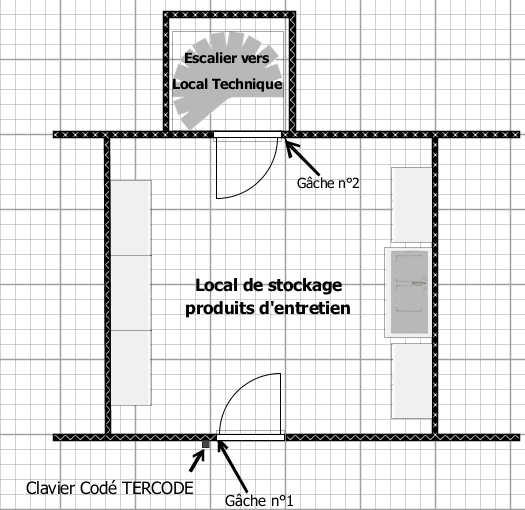 Escalier vers
Local Technique
Gâche n°2
Local de stockage
produits d'entretien
Clavier Codé TERCODE
Gâche n°1